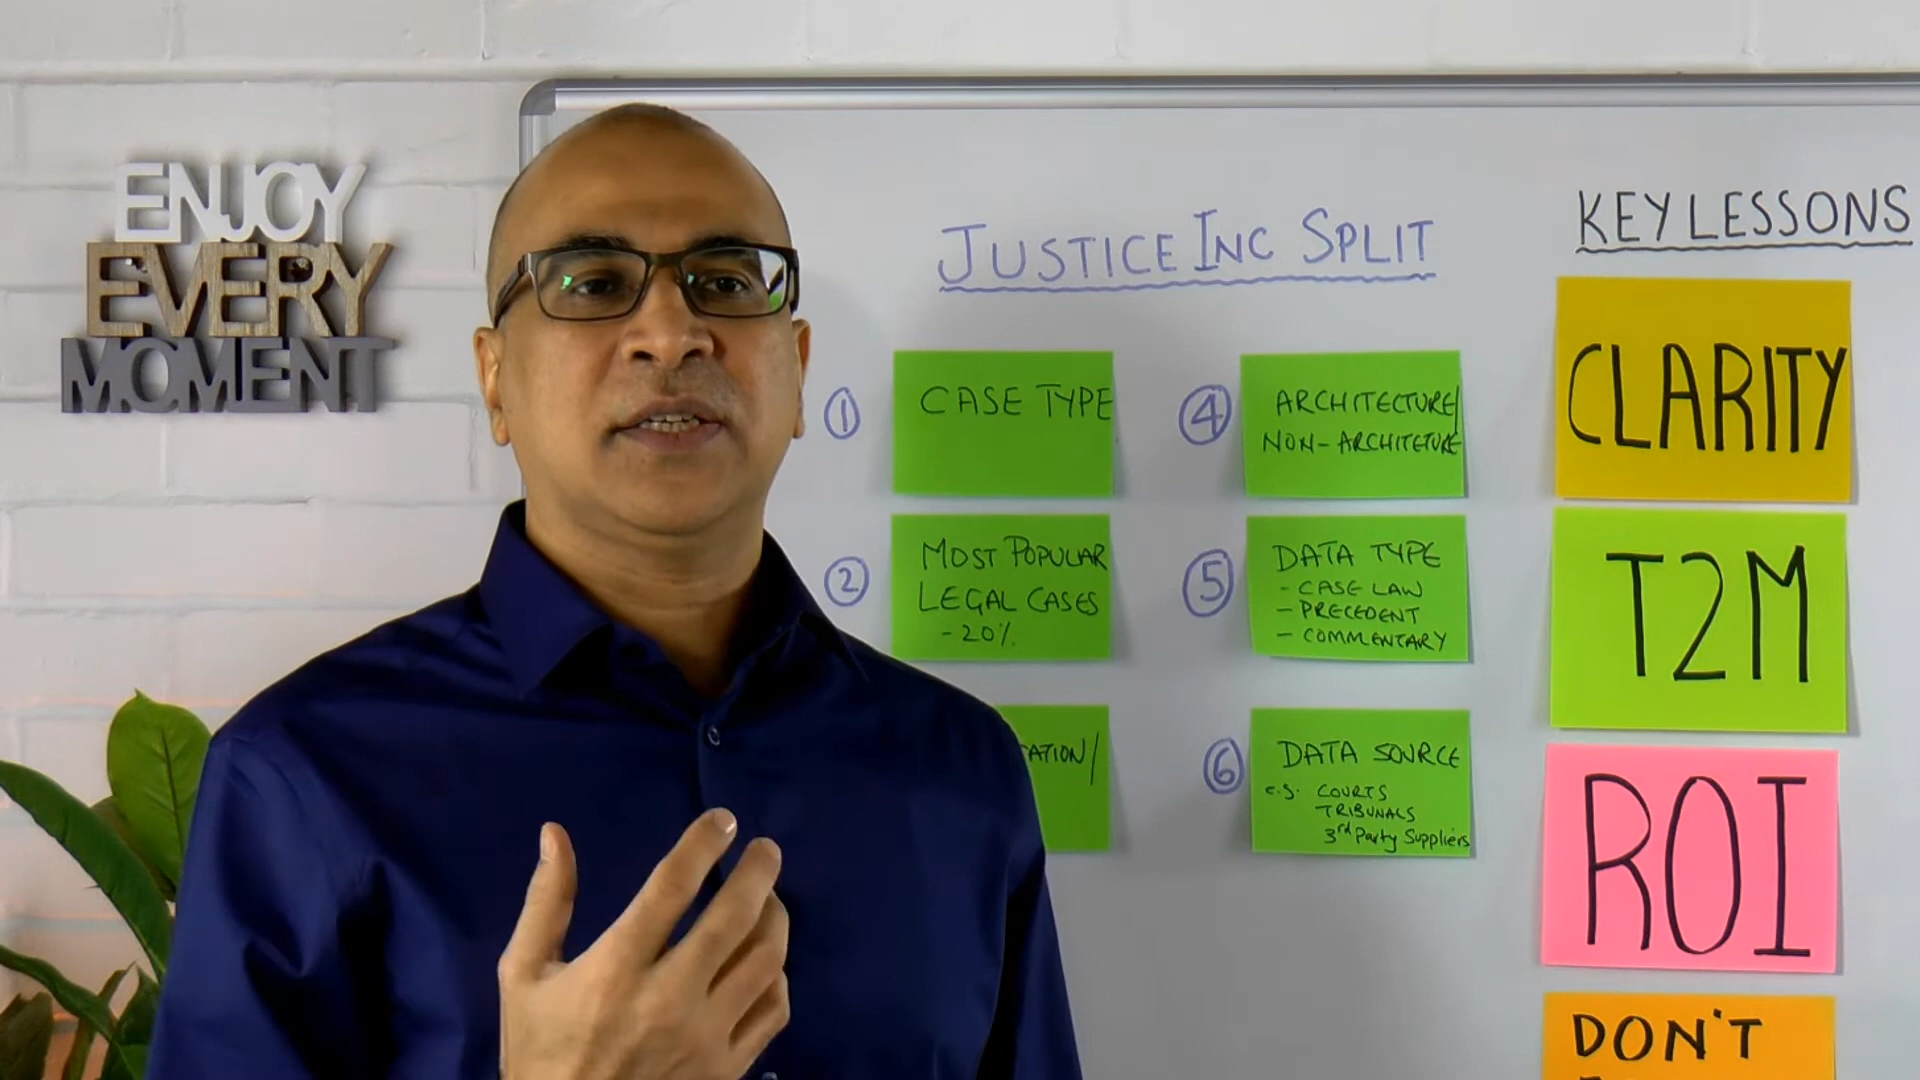 ENJOY
EVERY
MOMENT
JUSTICE INC SPLIT
1
CASE TYPE
2
MOST POPULAR
LEGAL CASES
- 20%
4
ARCHITECTURE/
NON-ARCHITETURE
5
DATA TYPE
- CASE LAW
- PRECEDENT
- COMMENTARY
6
DATA SOURCE
e.g. COURTS
TRIBUNALS
3rd Party Suppliers
KEY LESSONS
CLARITY
T2M
ROI
DON'T